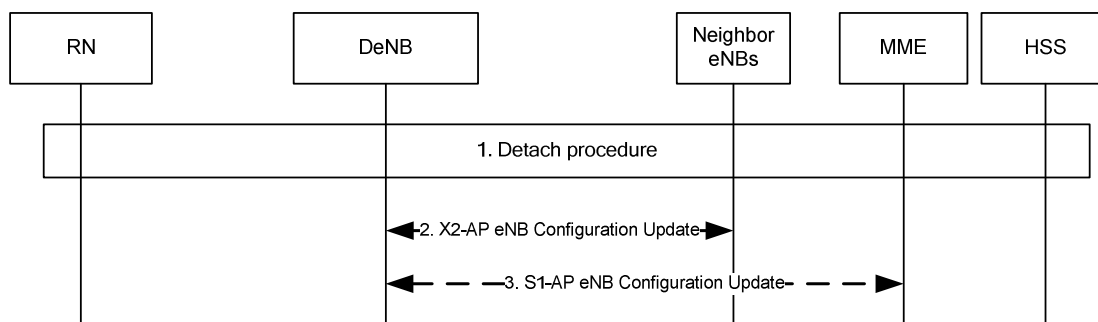 RN
DeNB
Neighbor
eNBs
MME
HSS
1. Detach procedure
2. X2-AP eNB Configuration Update
3. S1-AP eNB Configuration Update